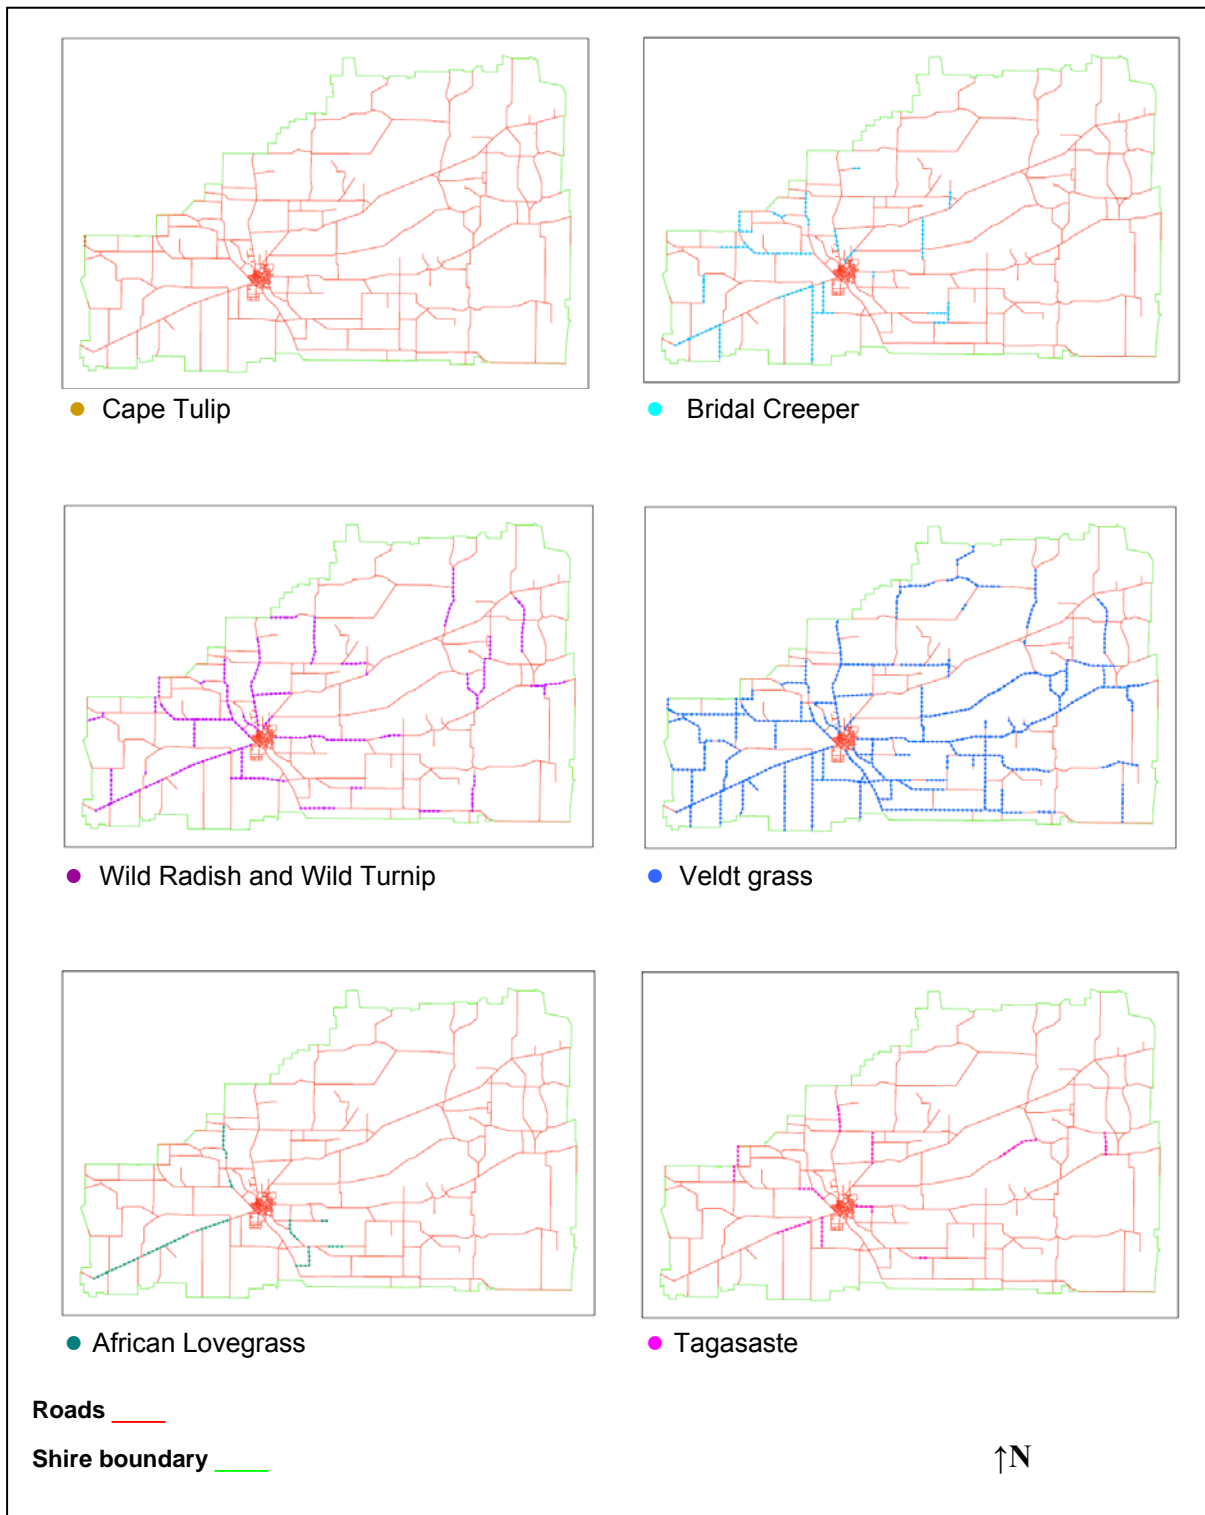 Cape Tulip
Bridal Creeper
Wild Radish and Wild Turnip
Veldt grass
African Lovegrass
Tagasaste
Roads
Shire boundary
↑N